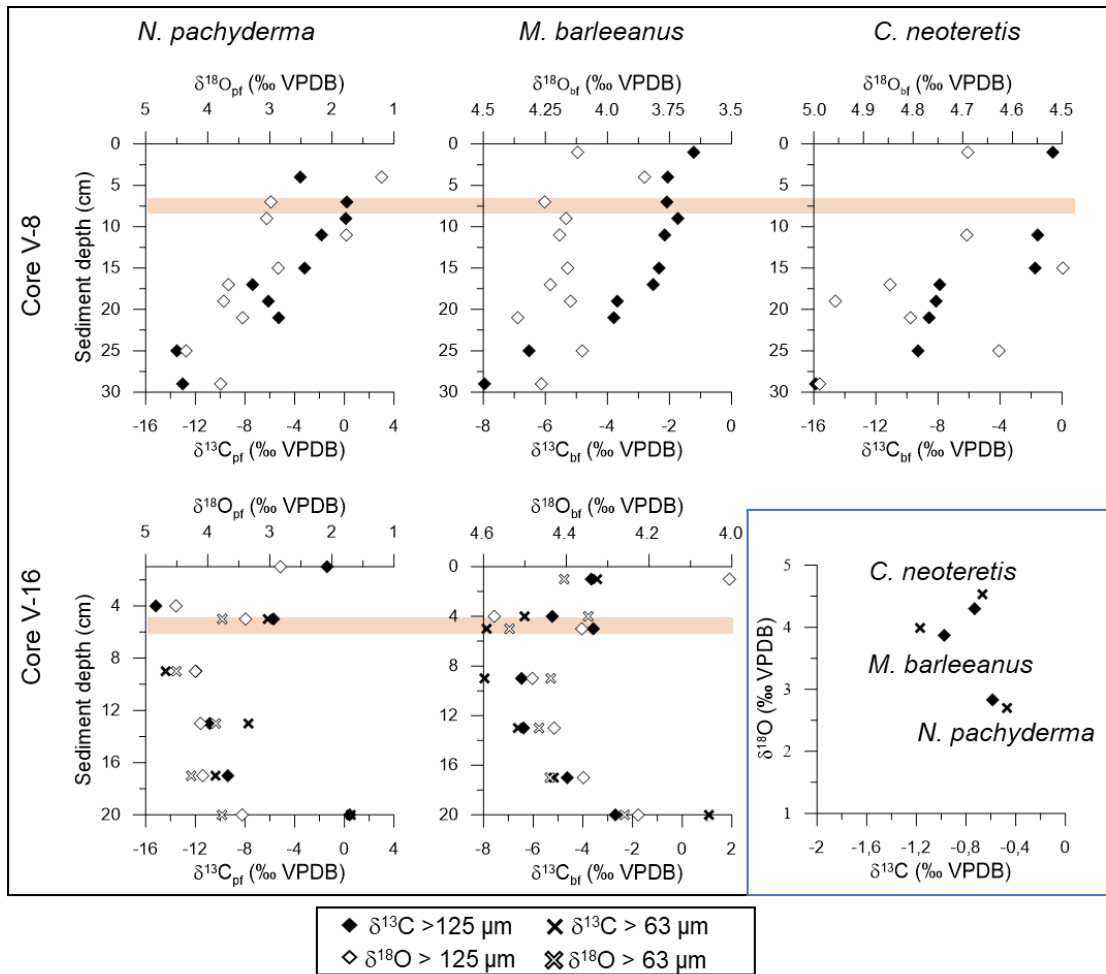 N. pachyderma M. barleeanus C. neoteretis
δ18Opf (‰ VPDB) δ18Obf (‰ VPDB) δ18Obf (‰ VPDB)
5 4 3 2 1 4.5 4.25 4.0 3.75 3.5 5.0 4.9 4.8 4.7 4.6 4.5
Core V-8
Sediment depth (cm)
0
5
10
15
20
25
30
-16 -12 -8 -4 0 4 -8 -6 -4 -2 0 -16 -12 -8 -4 0
δ13Cpf (‰ VPDB) δ13Cbf (‰ VPDB) δ13Cbf (‰ VPDB)
δ18Opf (‰ VPDB) δ18Obf (‰ VPDB)
5 4 3 2 1 4.6 4.4 4.2 4.0
Core V-16
Sediment depth (cm)
0 0
4 3
8 6
12 9
16 12
20 15
20
-16 -12 -8 -4 0 4 -8 -6 -4 -2 0 2
δ13Cpf (‰ VPDB) δ13Cbf (‰ VPDB)
C. neoteretis
M. barleeanus
N. pachyderma
δ18O (‰ VPDB)
5
4
3
2
1
-2 -1,6 -1,2 -0,8 -0,4 0
δ13C (‰ VPDB)
δ13C >125 µm δ13C > 63 µm
δ18O > 125 µm δ18O > 63 µm